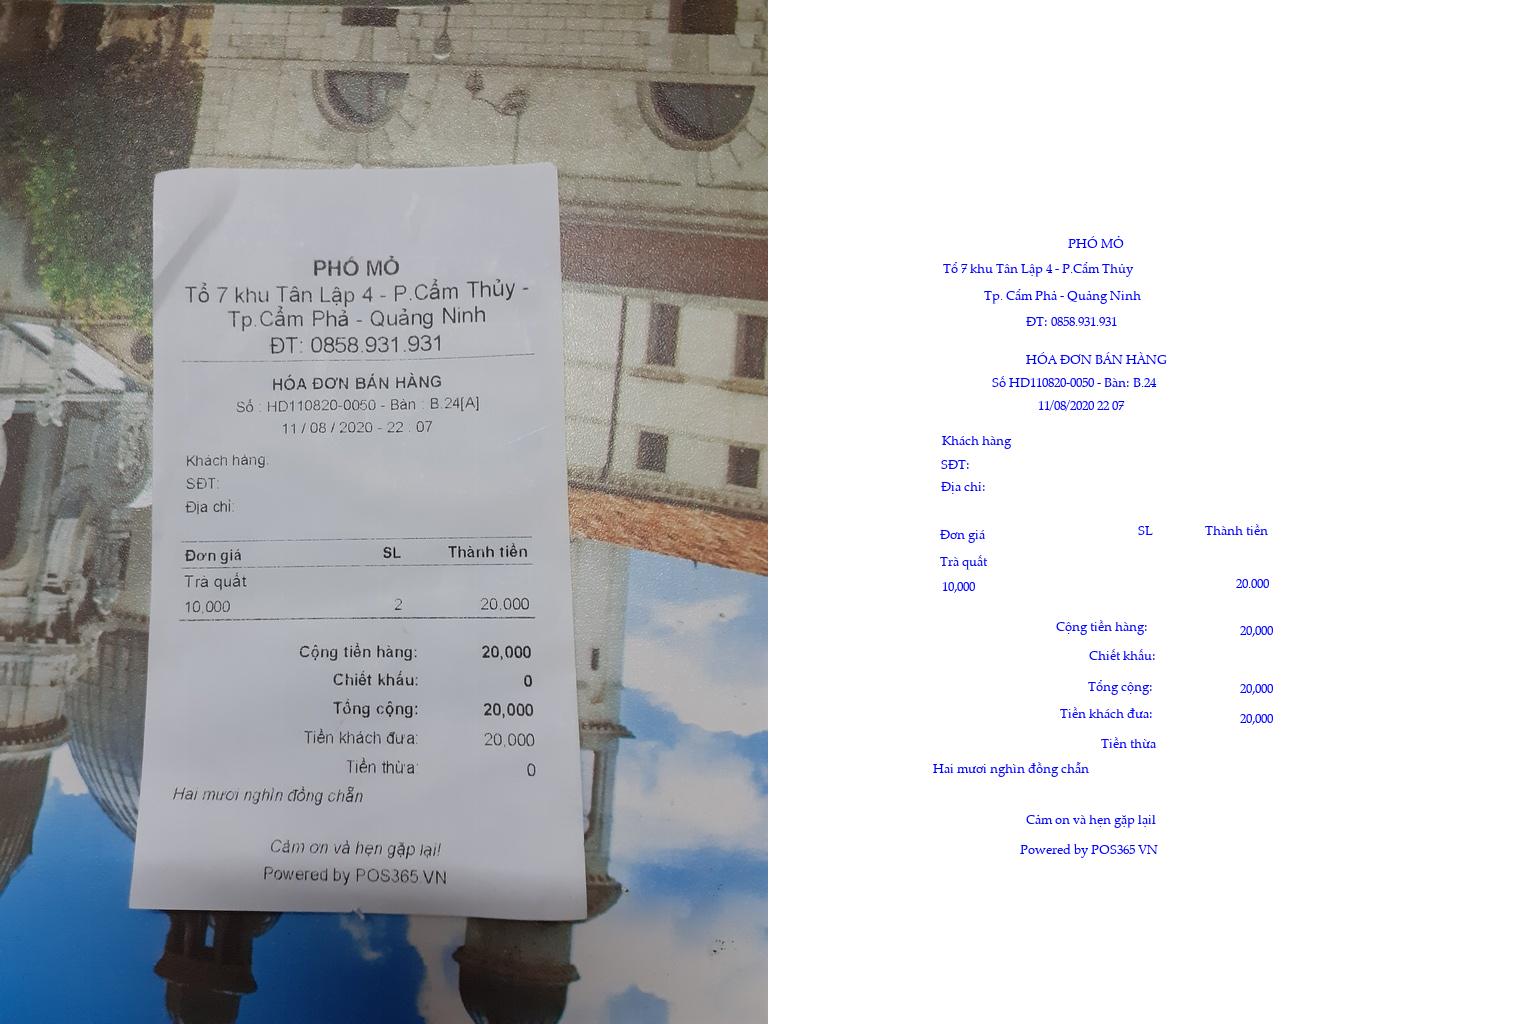 PHỐ MỎ
Tổ 7 khu Tân Lập 4 - P.Cẩm Thủy -
Tp.Cẩm Phả - Quảng Ninh
ĐT: 0858.931.931
HÓA ĐƠN BÁN HÀNG
Số : HD110820-0050 - Bàn : B.24[A]
11 / 08 / 2020 - 22 : 07
Khách hàng:
SĐT:
Địa chỉ:
Đơn giá SL Thành tiền
Trà quất
10,000 2 20,000
Cộng tiền hàng: 20,000
Chiết khấu: 0
Tổng cộng: 20,000
Tiền khách đưa: 20,000
Tiền thừa: 0
Hai mươi nghìn đồng chẵn
Cảm ơn và hẹn gặp lại!
Powered by POS365.VN
PHÓ MỎ
Tổ 7 khu Tân Lập 4 - P.Cẩm Thủy
Tp. Cẩm Phả - Quảng Ninh
ĐT: 0858.931.931
HÓA ĐƠN BÁN HÀNG
Số HD110820-0050 - Bàn: B.24
11/08/2020 22 07
Khách hàng
SĐT:
Địa chỉ:
Đơn giá SL Thành tiền
Trà quất
10,000 20.000
Cộng tiền hàng: 20,000
Chiết khấu:
Tổng cộng: 20,000
Tiền khách đưa: 20,000
Tiền thừa
Hai mươi nghìn đồng chẵn
Cảm on và hẹn gặp lạil
Powered by POS365 VN